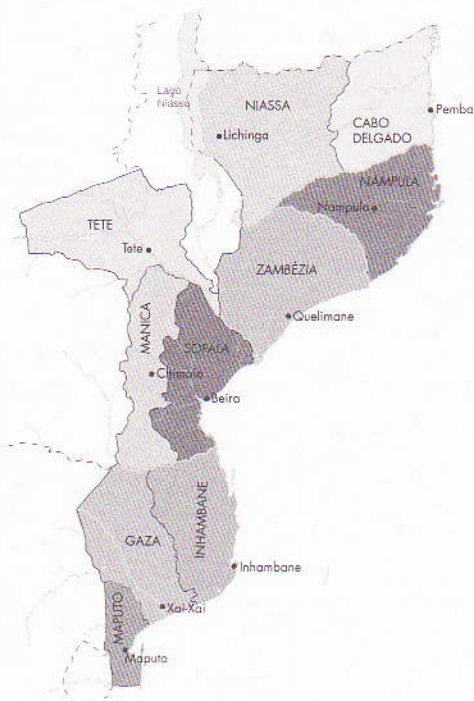 Lago
Niassa
NIASSA
Lichinga
CABO
DELGADO
Pemba
NAMPULA
Nampula
TETE
Tete
ZAMBÉZIA
Quelimane
MANICA
SOFALA
Chimoio
Beira
GAZA
INHAMBANE
Inhambane
Xai-Xai
MAPUTO
Maputo